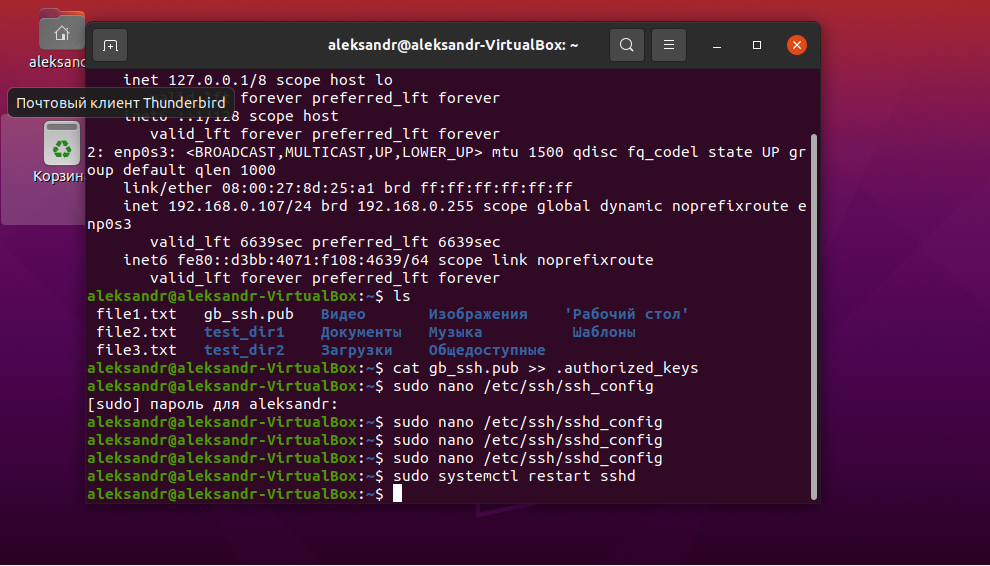 aleksandr@aleksandr-VirtualBox: ~
aleksand
Почтовый клиент Thunderbird
Корзин
inet 127.0.0.1/8 scope host lo
forever preferred_lft forever
inet6 ::1/128 scope host
valid_lft forever preferred_lft forever
2: enp0s3: <BROADCAST,MULTICAST,UP,LOWER_UP> mtu 1500 qdisc fq_codel state UP gr
oup default qlen 1000
link/ether 08:00:27:8d:25:a1 brd ff:ff:ff:ff:ff:ff
inet 192.168.0.107/24 brd 192.168.0.255 scope global dynamic noprefixroute e
np0s3
valid_lft 6639sec preferred_lft 6639sec
inet6 fe80::d3bb:4071:f108:4639/64 scope link noprefixroute
valid_lft forever preferred_lft forever
aleksandr@aleksandr-VirtualBox:~$ ls
file1.txt gb_ssh.pub Видео Изображения 'Рабочий стол'
file2.txt test_dir1 Документы Музыка Шаблоны
file3.txt test_dir2 Загрузки Общедоступные
aleksandr@aleksandr-VirtualBox:~$ cat gb_ssh.pub >> .authorized_keys
aleksandr@aleksandr-VirtualBox:~$ sudo nano /etc/ssh/ssh_config
[sudo] пароль для aleksandr:
aleksandr@aleksandr-VirtualBox:~$ sudo nano /etc/ssh/sshd_config
aleksandr@aleksandr-VirtualBox:~$ sudo nano /etc/ssh/sshd_config
aleksandr@aleksandr-VirtualBox:~$ sudo nano /etc/ssh/sshd_config
aleksandr@aleksandr-VirtualBox:~$ sudo systemctl restart sshd
aleksandr@aleksandr-VirtualBox:~$